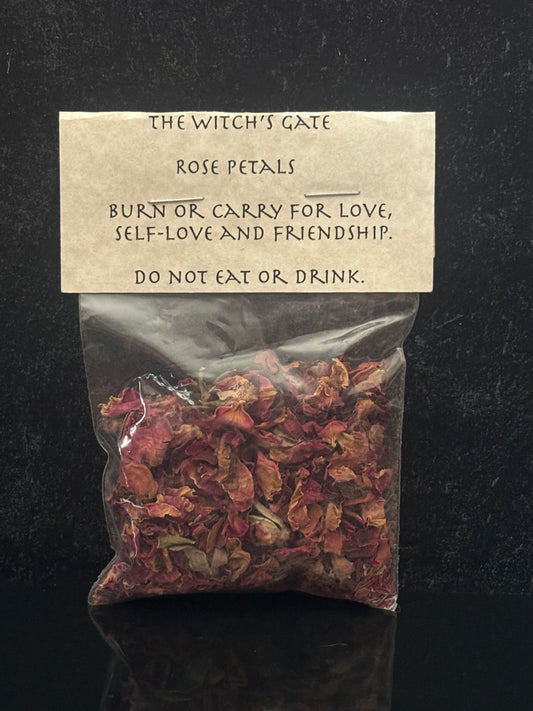 THE WITCH'S GATE
ROSE PETALS
BURN OR CARRY FOR LOVE,
SELF-LOVE AND FRIENDSHIP.
DO NOT EAT OR DRINK.